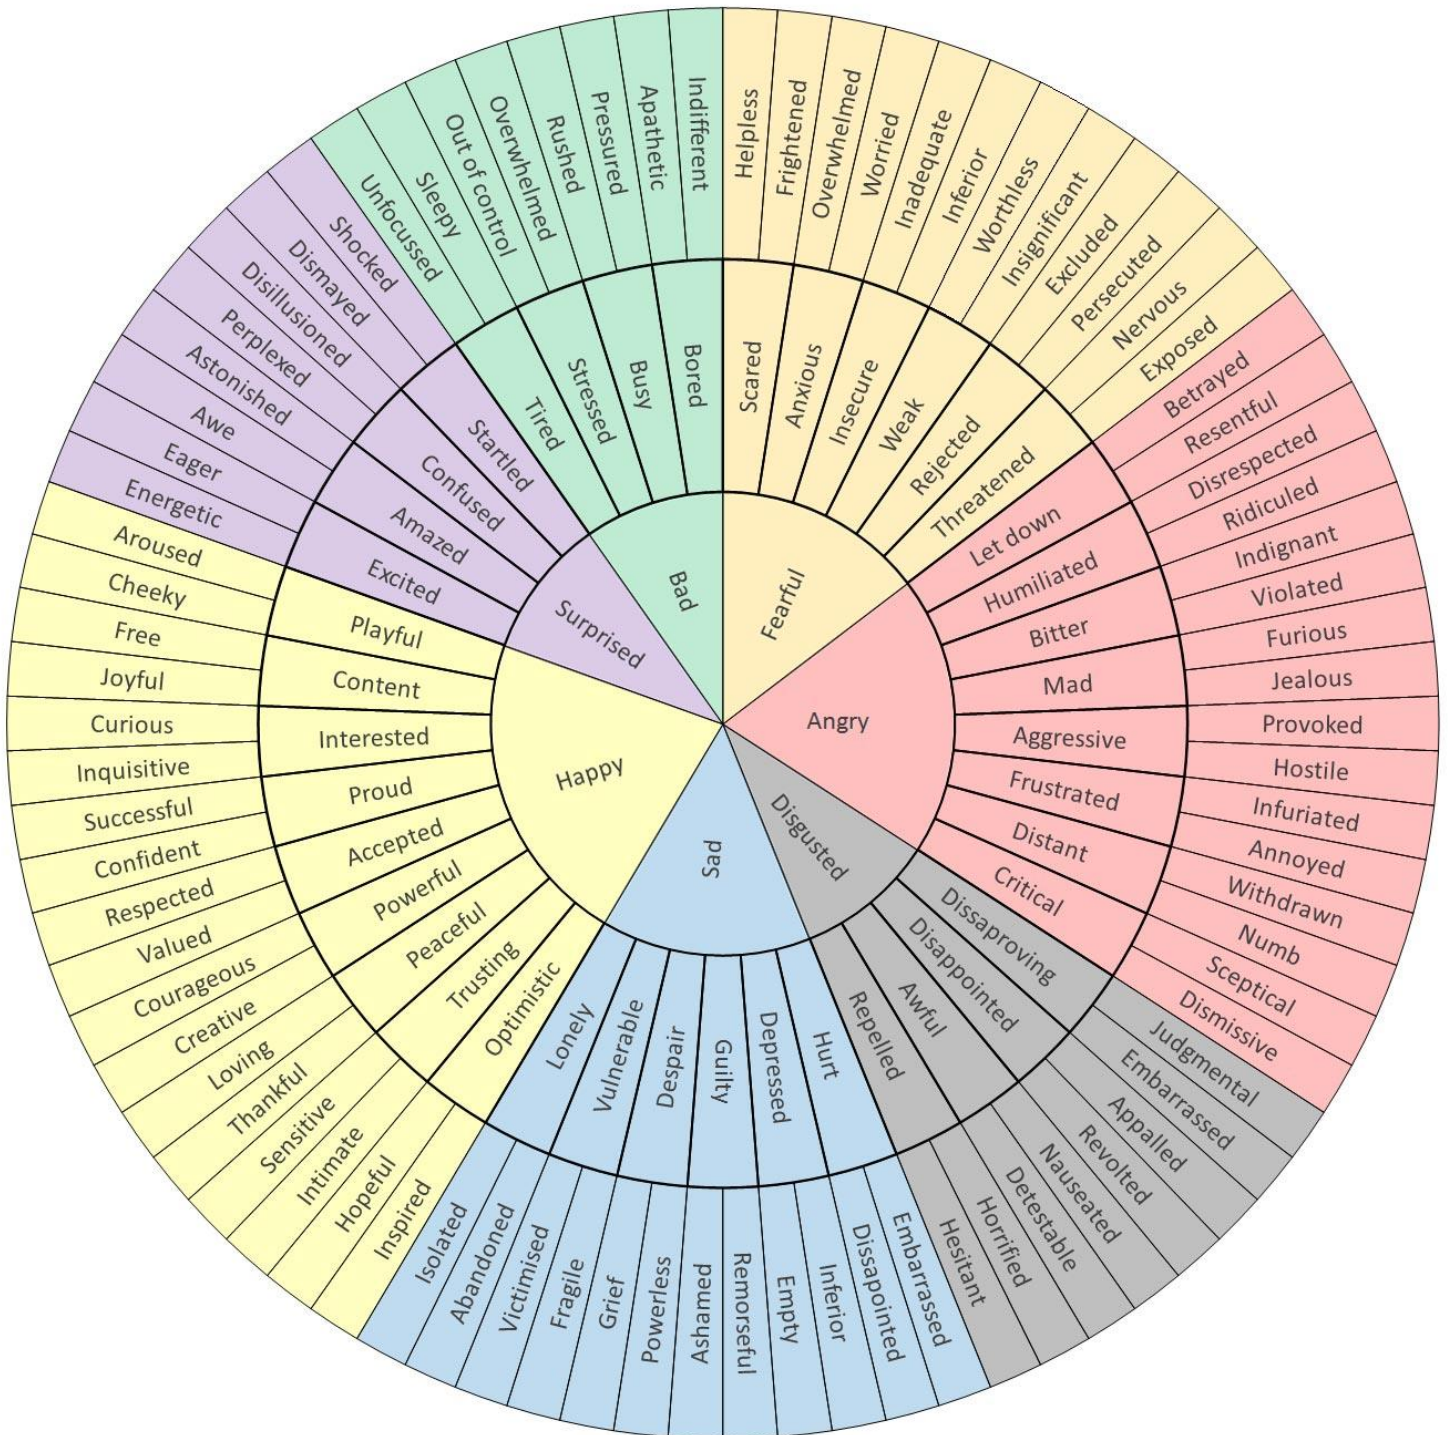 Bad
Fearful
Angry
Disgusted
Sad
Happy
Surprised
Scared
Anxious
Insecure
Weak
Rejected
Threatened
Let down
Humiliated
Bitter
Mad
Aggressive
Frustrated
Distant
Critical
Dissaproving
Disappointed
Awful
Repelled
Hurt
Depressed
Guilty
Despair
Vulnerable
Lonely
Optimistic
Trusting
Peaceful
Powerful
Accepted
Proud
Interested
Content
Playful
Excited
Amazed
Confused
Startled
Tired
Stressed
Busy
Bored
Helpless
Frightened
Overwhelmed
Worried
Inadequate
Inferior
Worthless
Insignificant
Excluded
Persecuted
Nervous
Exposed
Betrayed
Resentful
Disrespected
Ridiculed
Indignant
Violated
Furious
Jealous
Provoked
Hostile
Infuriated
Annoyed
Withdrawn
Numb
Sceptical
Dismissive
Judgmental
Embarrassed
Appalled
Revolted
Nauseated
Detestable
Horrified
Hesitant
Embarrassed
Dissapointed
Inferior
Empty
Remorseful
Ashamed
Powerless
Grief
Fragile
Victimised
Abandoned
Isolated
Inspired
Hopeful
Intimate
Sensitive
Thankful
Loving
Creative
Courageous
Valued
Respected
Confident
Successful
Inquisitive
Curious
Joyful
Free
Cheeky
Aroused
Energetic
Eager
Awe
Astonished
Perplexed
Disillusioned
Dismayed
Shocked
Unfocussed
Sleepy
Out of control
Overwhelmed
Rushed
Pressured
Apathetic
Indifferent